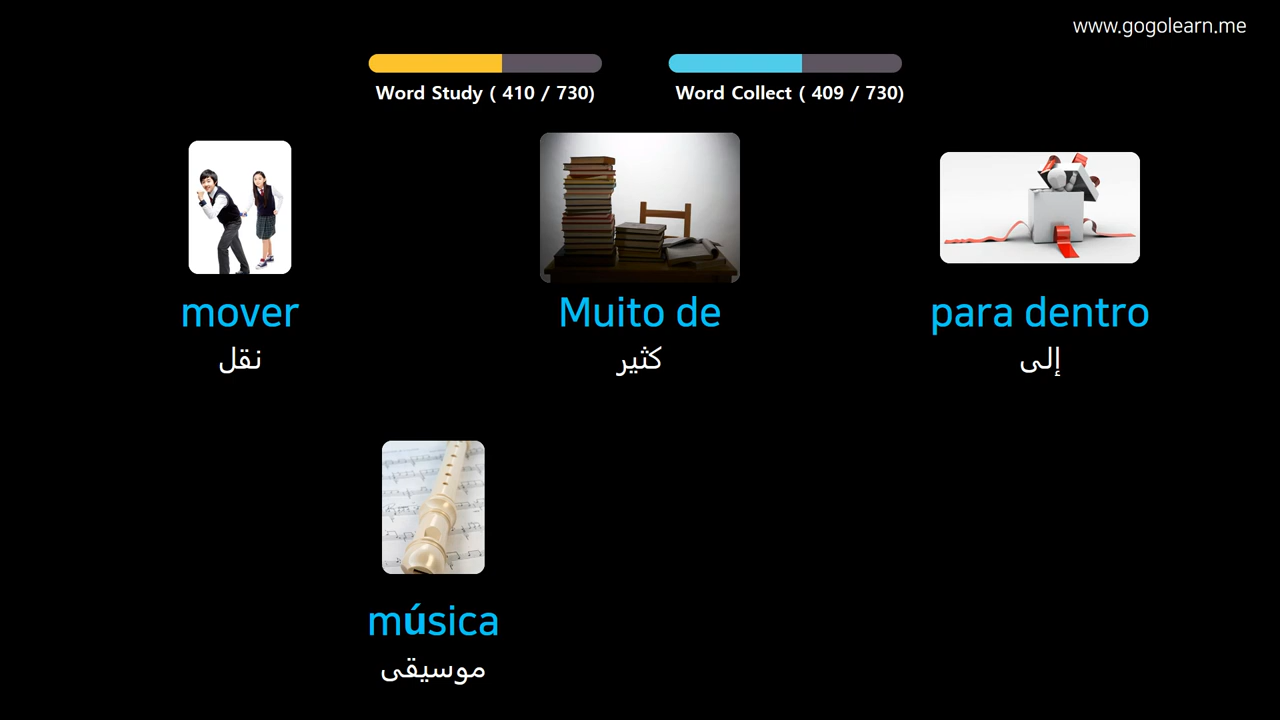 www.gogolearn.me
Word Study ( 410 / 730)
Word Collect ( 409 / 730)
mover
نقل
Muito de
كثير
para dentro
إلى
música
موسيقى